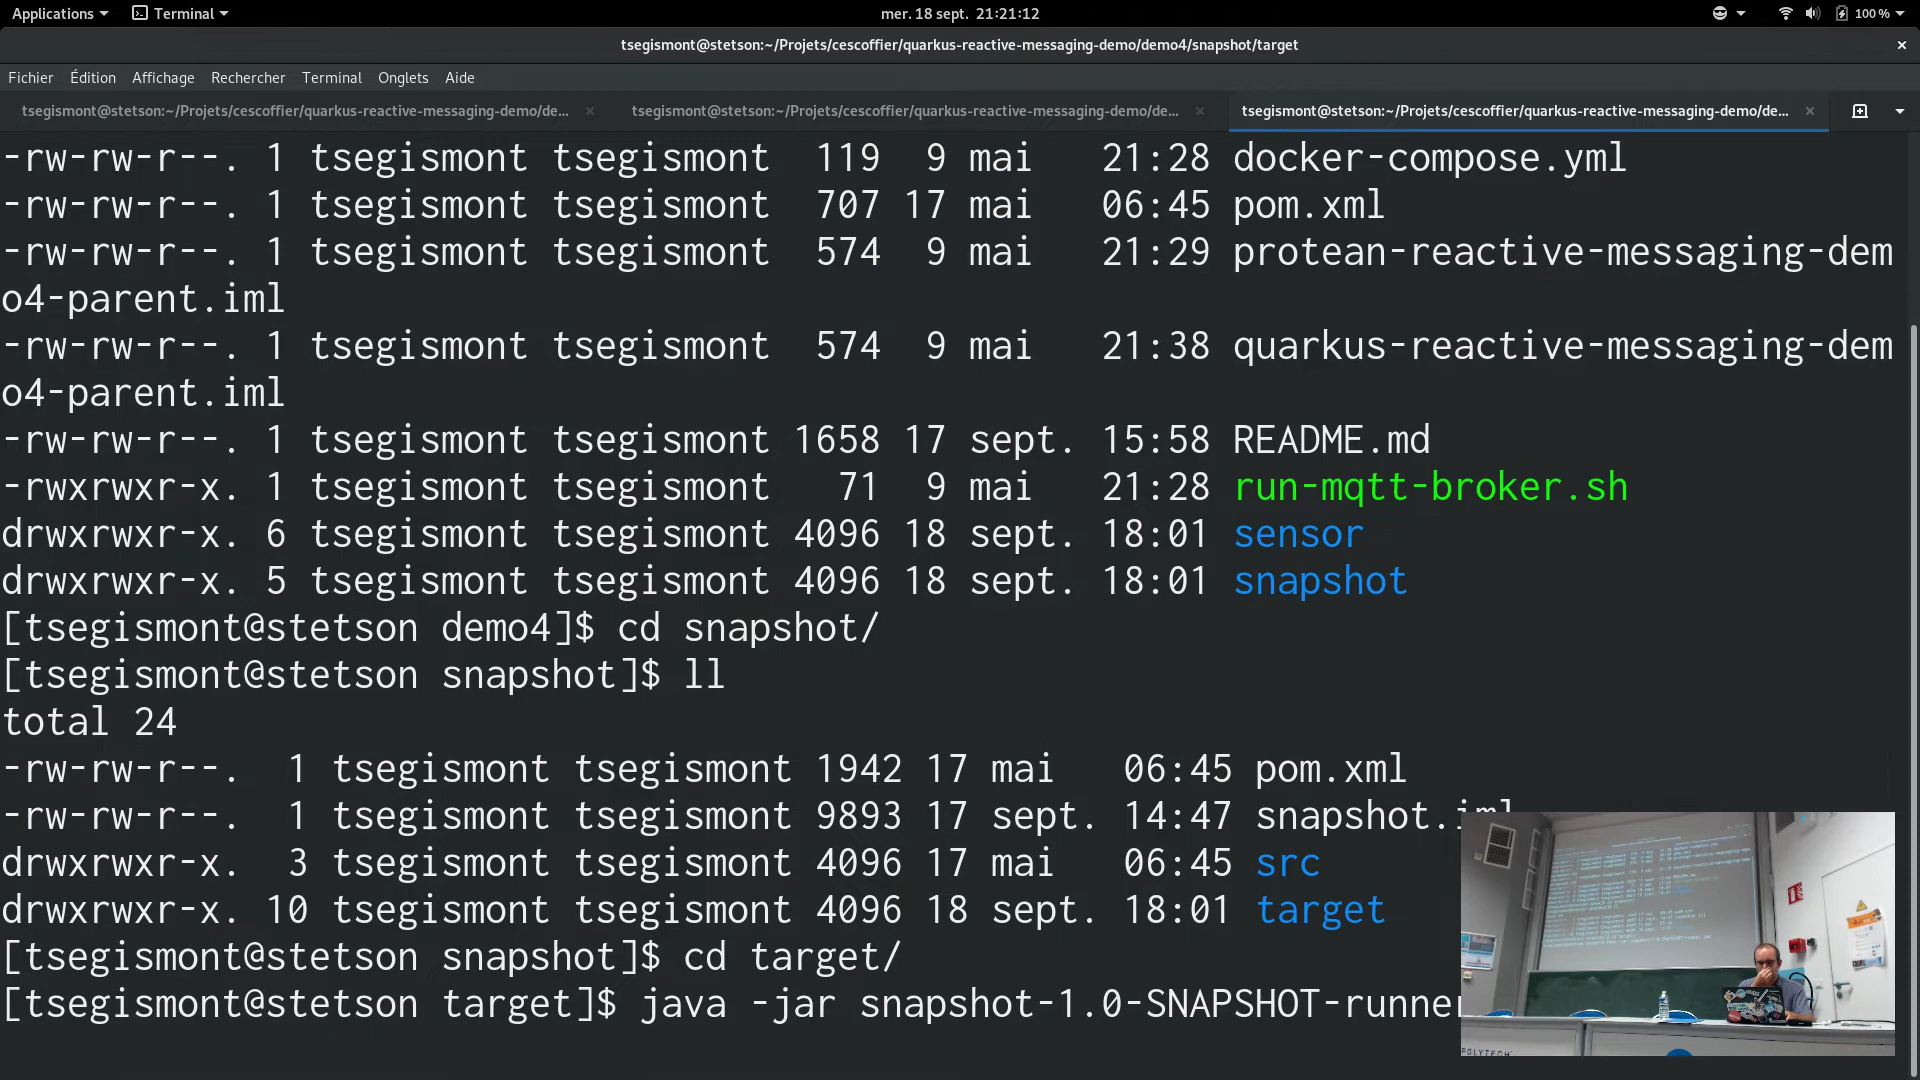 Applications
Terminal
mer. 18 sept. 21:21:12
100 %
tsegismont@stetson:~/Projets/cescoffier/quarkus-reactive-messaging-demo/demo4/snapshot/target
Fichier Édition Affichage Rechercher Terminal Onglets Aide
tsegismont@stetson:~/Projets/cescoffier/quarkus-reactive-messaging-demo/de...
tsegismont@stetson:~/Projets/cescoffier/quarkus-reactive-messaging-demo/de...
tsegismont@stetson:~/Projets/cescoffier/quarkus-reactive-messaging-demo/de...
-rw-rw-r--. 1 tsegismont tsegismont 119 9 mai 21:28 docker-compose.yml
-rw-rw-r--. 1 tsegismont tsegismont 707 17 mai 06:45 pom.xml
-rw-rw-r--. 1 tsegismont tsegismont 574 9 mai 21:29 protean-reactive-messaging-dem
o4-parent.iml
-rw-rw-r--. 1 tsegismont tsegismont 574 9 mai 21:38 quarkus-reactive-messaging-dem
o4-parent.iml
-rw-rw-r--. 1 tsegismont tsegismont 1658 17 sept. 15:58 README.md
-rwxrwxr-x. 1 tsegismont tsegismont 71 9 mai 21:28 run-mqtt-broker.sh
drwxrwxr-x. 6 tsegismont tsegismont 4096 18 sept. 18:01 sensor
drwxrwxr-x. 5 tsegismont tsegismont 4096 18 sept. 18:01 snapshot
[tsegismont@stetson demo4]$ cd snapshot/
[tsegismont@stetson snapshot]$ ll
total 24
-rw-rw-r--. 1 tsegismont tsegismont 1942 17 mai 06:45 pom.xml
-rw-rw-r--. 1 tsegismont tsegismont 9893 17 sept. 14:47 snapshot.iml
drwxrwxr-x. 3 tsegismont tsegismont 4096 17 mai 06:45 src
drwxrwxr-x. 10 tsegismont tsegismont 4096 18 sept. 18:01 target
[tsegismont@stetson snapshot]$ cd target/
[tsegismont@stetson target]$ java -jar snapshot-1.0-SNAPSHOT-runner
POLYTECH